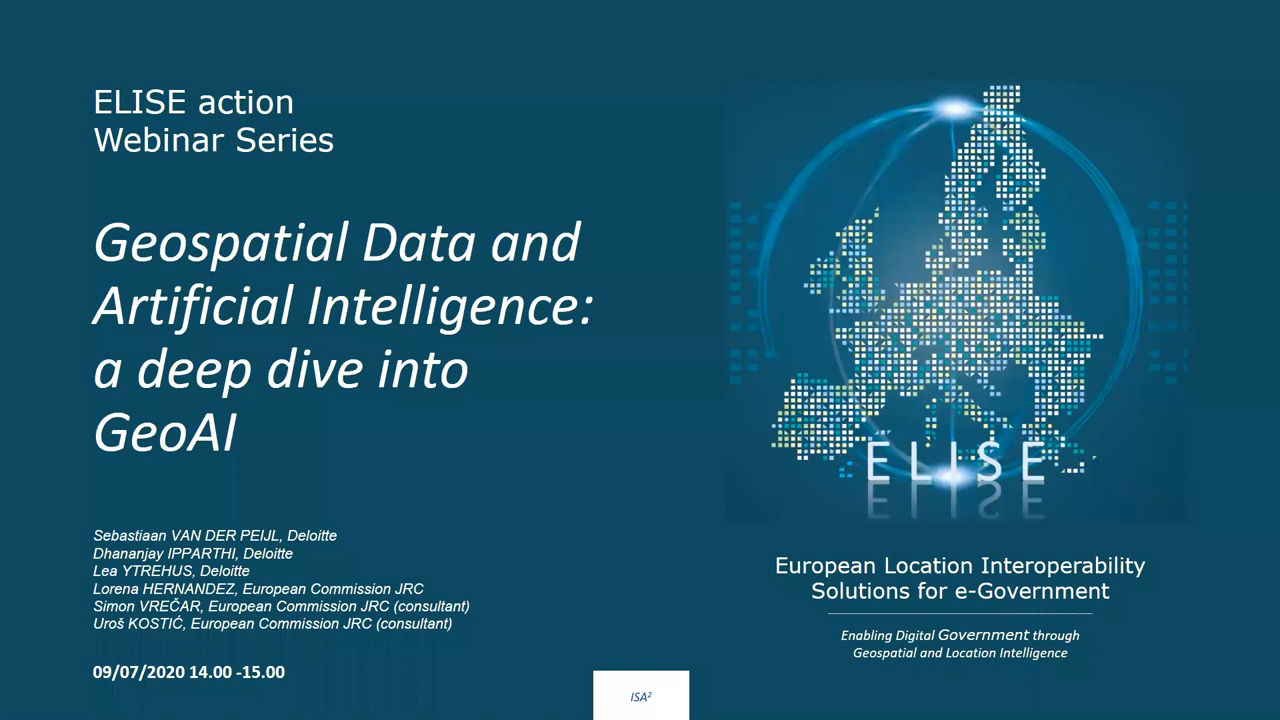 ELISE action
Webinar Series
Geospatial Data and
Artificial Intelligence:
a deep dive into
GeoAI
Sebastiaan VAN DER PEIJL, Deloitte
Dhananjay IPPARTHI, Deloitte
Lea YTREHUS, Deloitte
Lorena HERNANDEZ, European Commission JRC
Simon VREČAR, European Commission JRC (consultant)
Uroš KOSTIĆ, European Commission JRC (consultant)
09/07/2020 14.00 -15.00
ELISE
European Location Interoperability
Solutions for e-Government
Enabling Digital Government through
Geospatial and Location Intelligence
ISA²